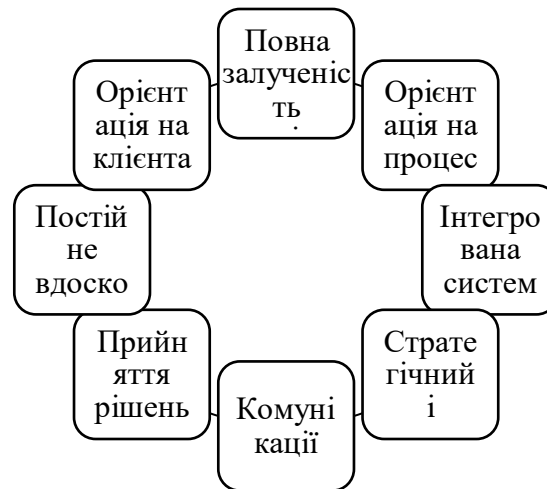 Повна
залученіс
ть
Орієнт
ація на
процес
Інтегро
вана
систем
Страте
гічний
і
Комуні
кації
Прийн
яття
рішень
Постій
не
вдоско
Орієнт
ація на
клієнта